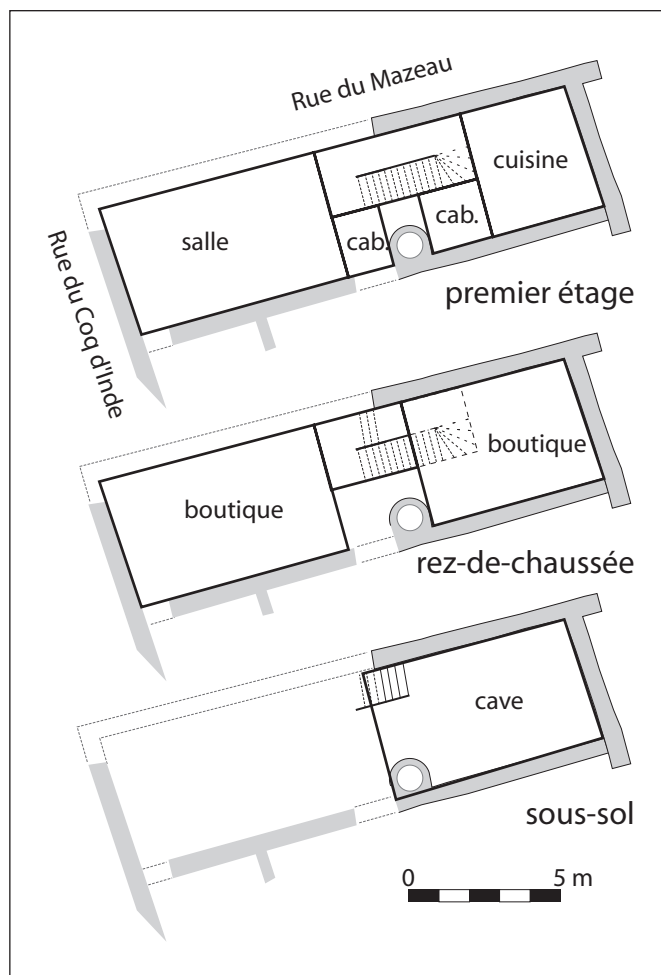 Rue du Mazeau
Rue du Coq d'Inde
cuisine
salle
cab.
cab.
premier étage
boutique
boutique
rez-de-chaussée
cave
sous-sol
0 5 m